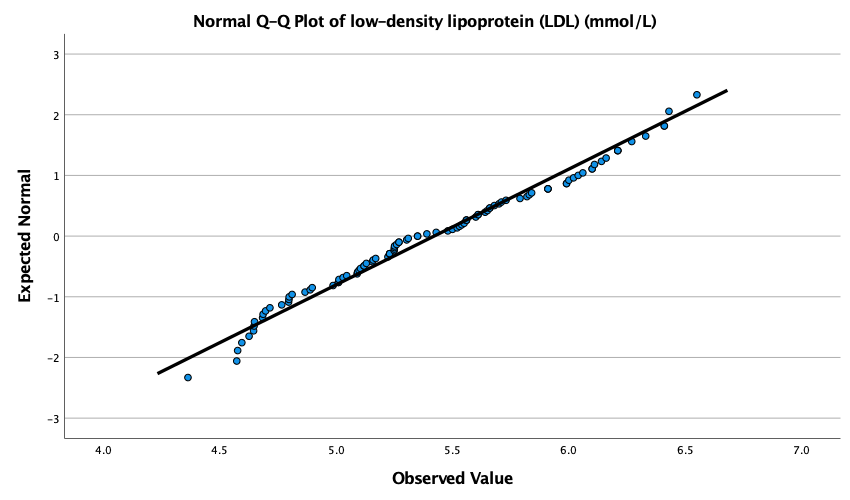 Normal Q-Q Plot of low-density lipoprotein (LDL) (mmol/L)
3
2
1
0
-1
-2
-3
Expected Normal
4.0 4.5 5.0 5.5 6.0 6.5 7.0
Observed Value